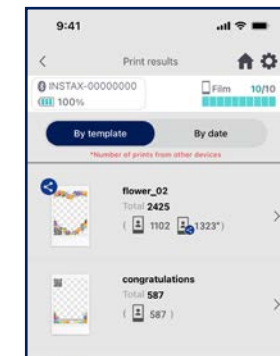 9:41
Print results
INSTAX-00000000
100%
Film 10/10
By template
By date
*Number of prints from other devices
flower_02
Total 2425
( 1102 1323*)
congratulations
Total 587
( 587 )